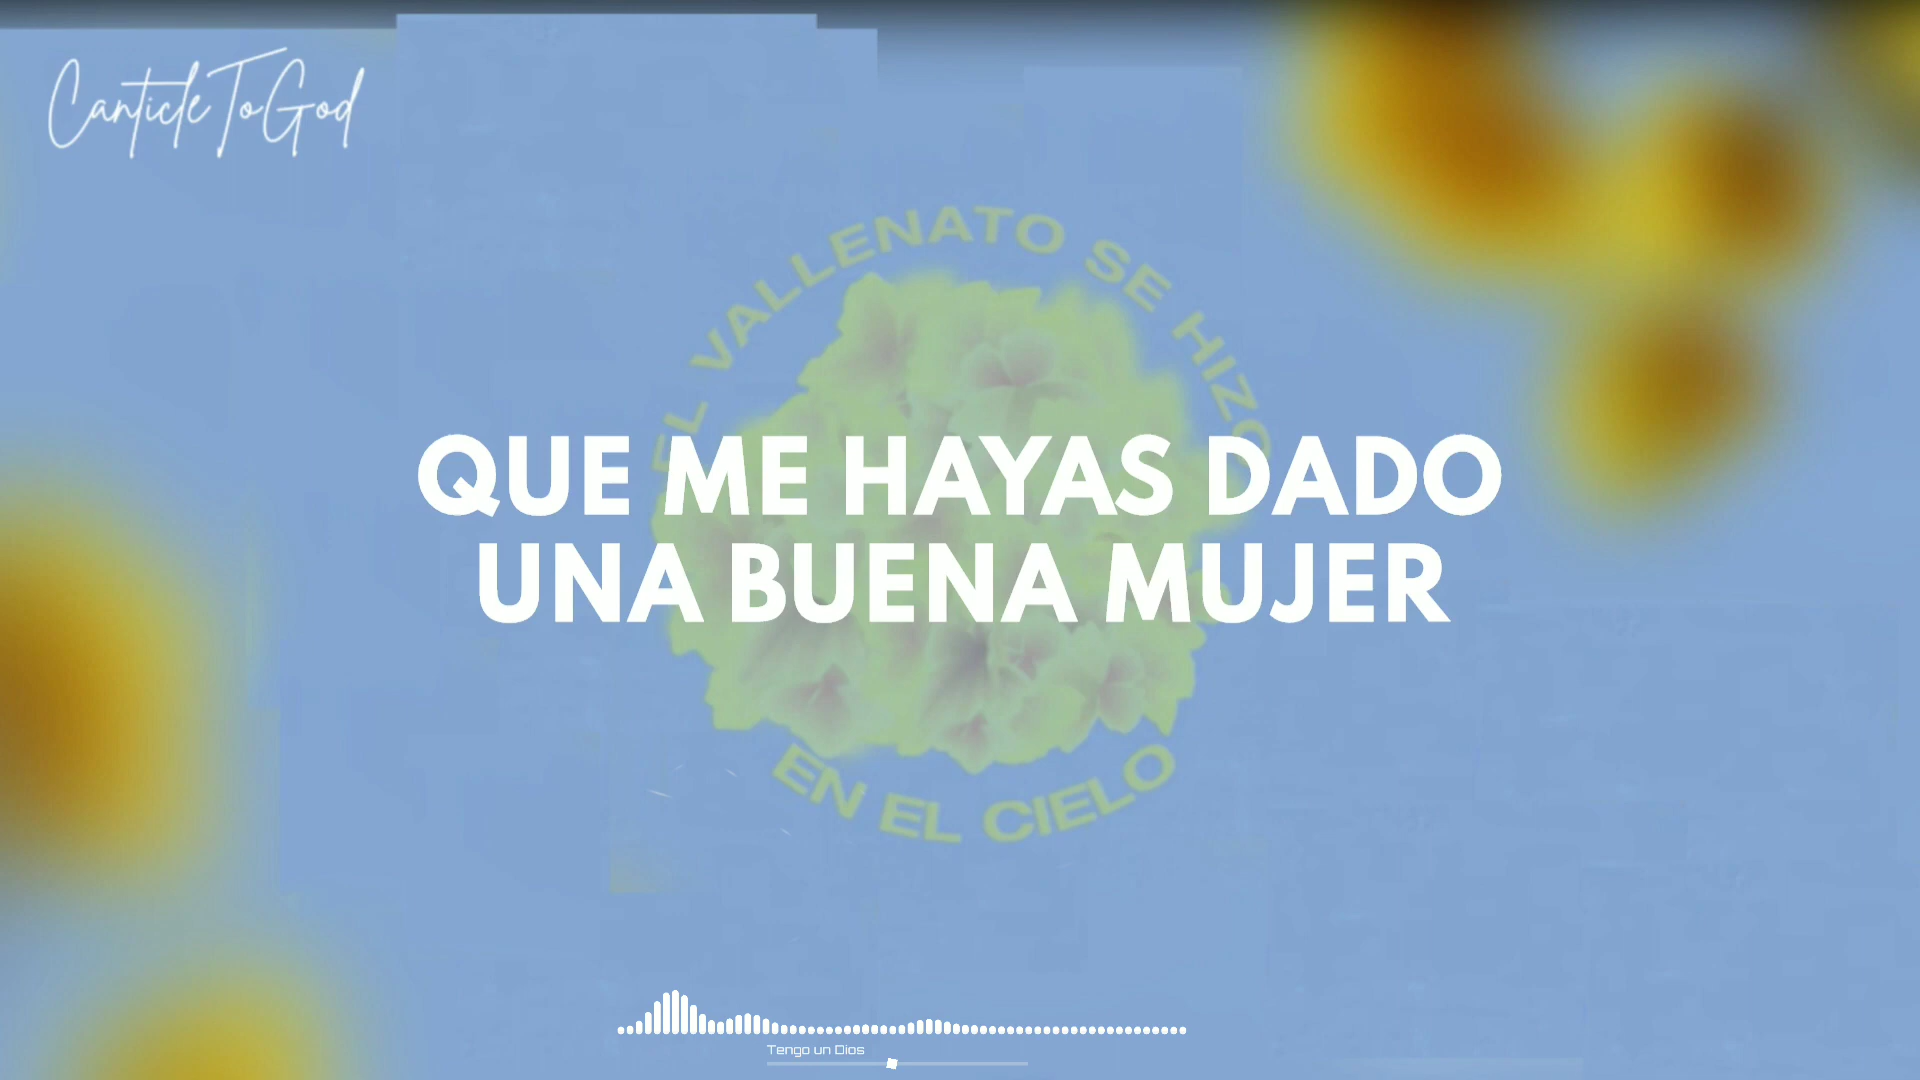 CanticleToGod
EL VALLENATO SE HIZO
QUE ME HAYAS DADO
UNA BUENA MUJER
EN EL CIELO
Tengo un Dios